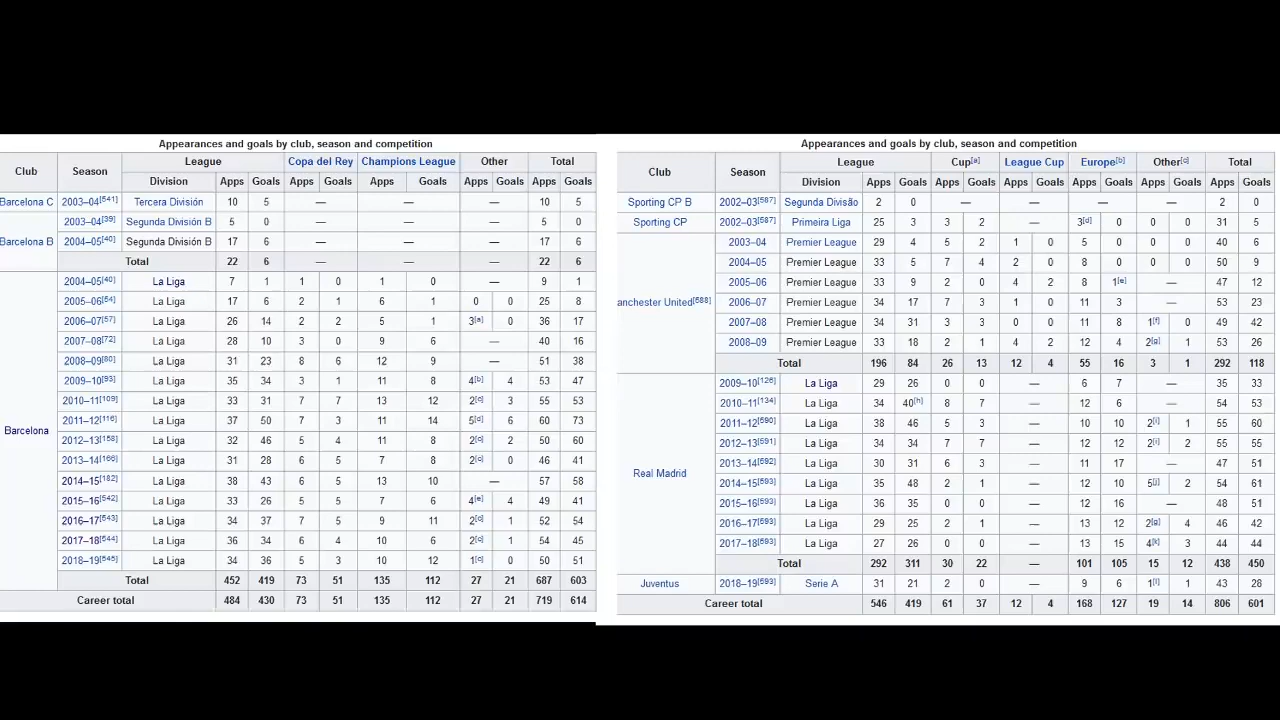 Appearances and goals by club, season and competition
Club Season League Copa del Rey Champions League Other Total
Division Apps Goals Apps Goals Apps Goals Apps Goals Apps Goals
Barcelona C 2003–04[541] Tercera División 10 5 — — — 10 5
Barcelona B 2003–04[39] Segunda División B 5 0 — — — 5 0
2004–05[40] Segunda División B 17 6 — — — 17 6
Total 22 6 — — — 22 6
Barcelona 2004–05[40] La Liga 7 1 1 0 1 0 — 9 1
2005–06[54] La Liga 17 6 2 1 6 1 0 0 25 8
2006–07[57] La Liga 26 14 2 2 5 1 3[a] 0 36 17
2007–08[72] La Liga 28 10 3 0 9 6 — 40 16
2008–09[80] La Liga 31 23 8 6 12 9 — 51 38
2009–10[93] La Liga 35 34 3 1 11 8 4[b] 4 53 47
2010–11[109] La Liga 33 31 7 7 13 12 2[c] 3 55 53
2011–12[116] La Liga 37 50 7 3 11 14 5[d] 6 60 73
2012–13[158] La Liga 32 46 5 4 11 8 2[c] 2 50 60
2013–14[166] La Liga 31 28 6 5 7 8 2[c] 0 46 41
2014–15[182] La Liga 38 43 6 5 13 10 — 57 58
2015–16[542] La Liga 33 26 5 5 7 6 4[e] 4 49 41
2016–17[543] La Liga 34 37 7 5 9 11 2[c] 1 52 54
2017–18[544] La Liga 36 34 6 4 10 6 2[c] 1 54 45
2018–19[545] La Liga 34 36 5 3 10 12 1[c] 0 50 51
Total 452 419 73 51 135 112 27 21 687 603
Career total 484 430 73 51 135 112 27 21 719 614
Appearances and goals by club, season and competition
Club Season League Cup[a] League Cup Europe[b] Other[c] Total
Division Apps Goals Apps Goals Apps Goals Apps Goals Apps Goals Apps Goals
Sporting CP B 2002–03[587] Segunda Divisão 2 0 — — — — 2 0
Sporting CP 2002–03[587] Primeira Liga 25 3 3 2 — 3[d] 0 0 0 31 5
anchester United[588] 2003–04 Premier League 29 4 5 2 1 0 5 0 0 0 40 6
2004–05 Premier League 33 5 7 4 2 0 8 0 0 0 50 9
2005–06 Premier League 33 9 2 0 4 2 8 1[e] — 47 12
2006–07 Premier League 34 17 7 3 1 0 11 3 — 53 23
2007–08 Premier League 34 31 3 3 0 0 11 8 1[f] 0 49 42
2008–09 Premier League 33 18 2 1 4 2 12 4 2[g] 1 53 26
Total 196 84 26 13 12 4 55 16 3 1 292 118
Real Madrid 2009–10[126] La Liga 29 26 0 0 — 6 7 — 35 33
2010–11[134] La Liga 34 40[h] 8 7 — 12 6 — 54 53
2011–12[590] La Liga 38 46 5 3 — 10 10 2[i] 1 55 60
2012–13[591] La Liga 34 34 7 7 — 12 12 2[i] 2 55 55
2013–14[592] La Liga 30 31 6 3 — 11 17 — 47 51
2014–15[593] La Liga 35 48 2 1 — 12 10 5[j] 2 54 61
2015–16[593] La Liga 36 35 0 0 — 12 16 — 48 51
2016–17[593] La Liga 29 25 2 1 — 13 12 2[g] 4 46 42
2017–18[593] La Liga 27 26 0 0 — 13 15 4[k] 3 44 44
Total 292 311 30 22 — 101 105 15 12 438 450
Juventus 2018–19[593] Serie A 31 21 2 0 — 9 6 1[l] 1 43 28
Career total 546 419 61 37 12 4 168 127 19 14 806 601